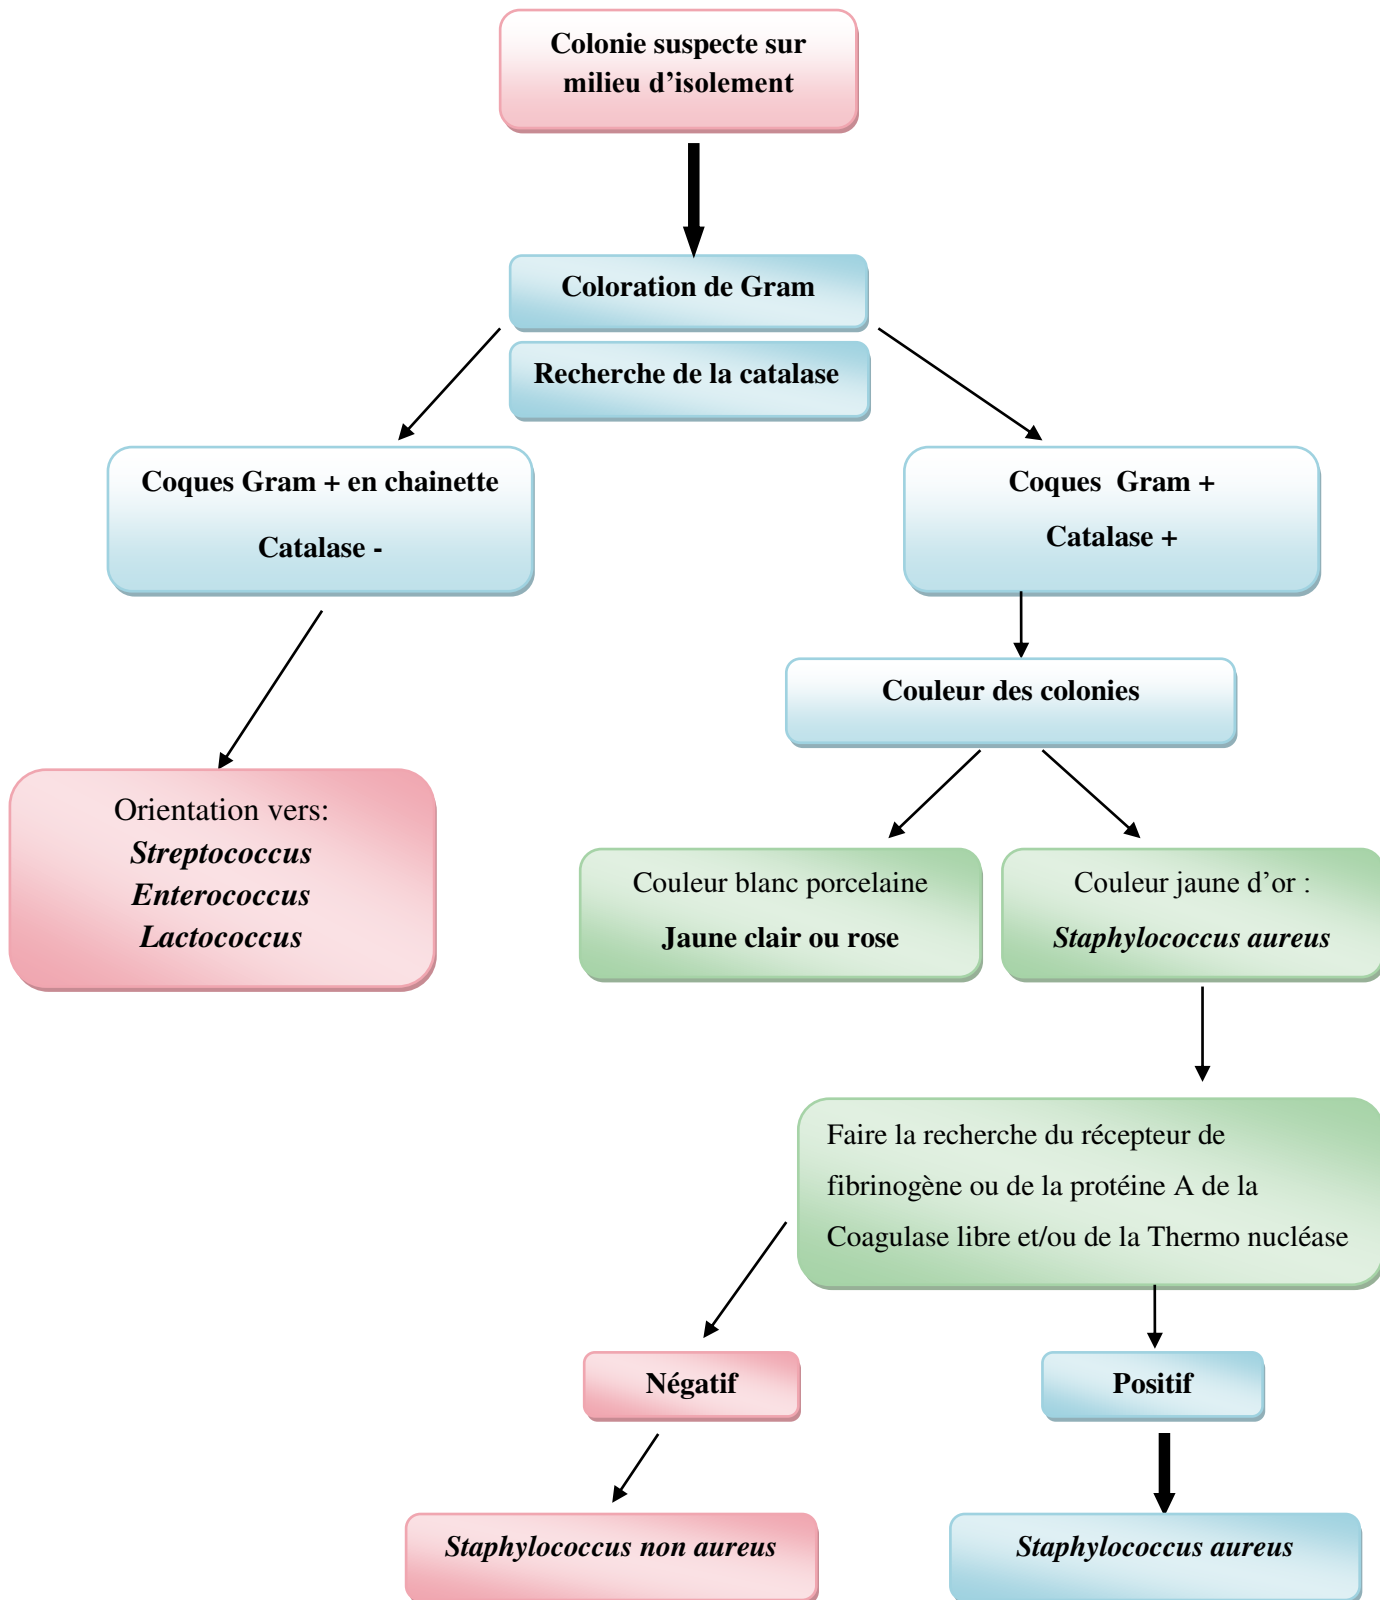 Colonie suspecte sur
milieu d’isolement
Coloration de Gram
Recherche de la catalase
Coques Gram + en chainette
Catalase -
Coques Gram +
Catalase +
Couleur des colonies
Orientation vers:
Streptococcus
Enterococcus
Lactococcus
Couleur blanc porcelaine
Jaune clair ou rose
Couleur jaune d’or :
Staphylococcus aureus
Faire la recherche du récepteur de
fibrinogène ou de la protéine A de la
Coagulase libre et/ou de la Thermo nucléase
Négatif
Positif
Staphylococcus non aureus
Staphylococcus aureus